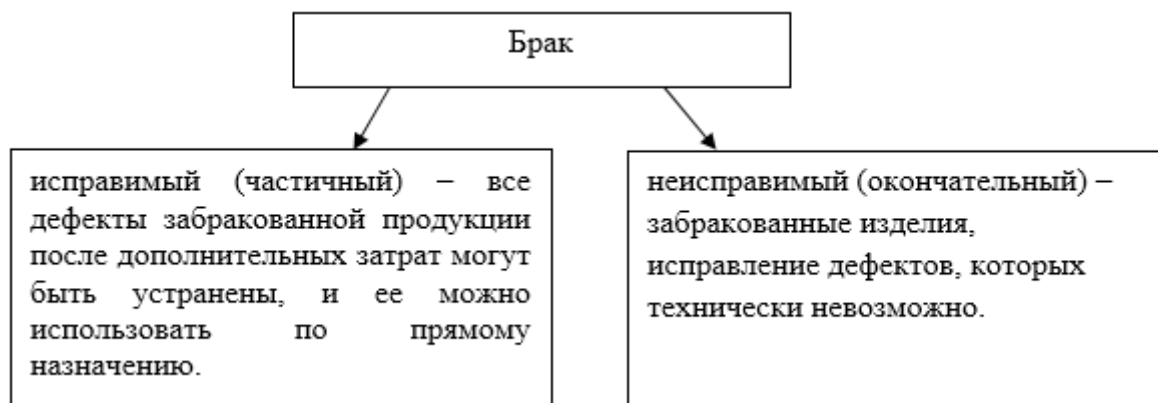 Брак
исправимый (частичный) – все
дефекты забракованной продукции
после дополнительных затрат могут
быть устранены, и ее можно
использовать по прямому
назначению.
неисправимый (окончательный) –
забракованные изделия,
исправление дефектов, которых
технически невозможно.